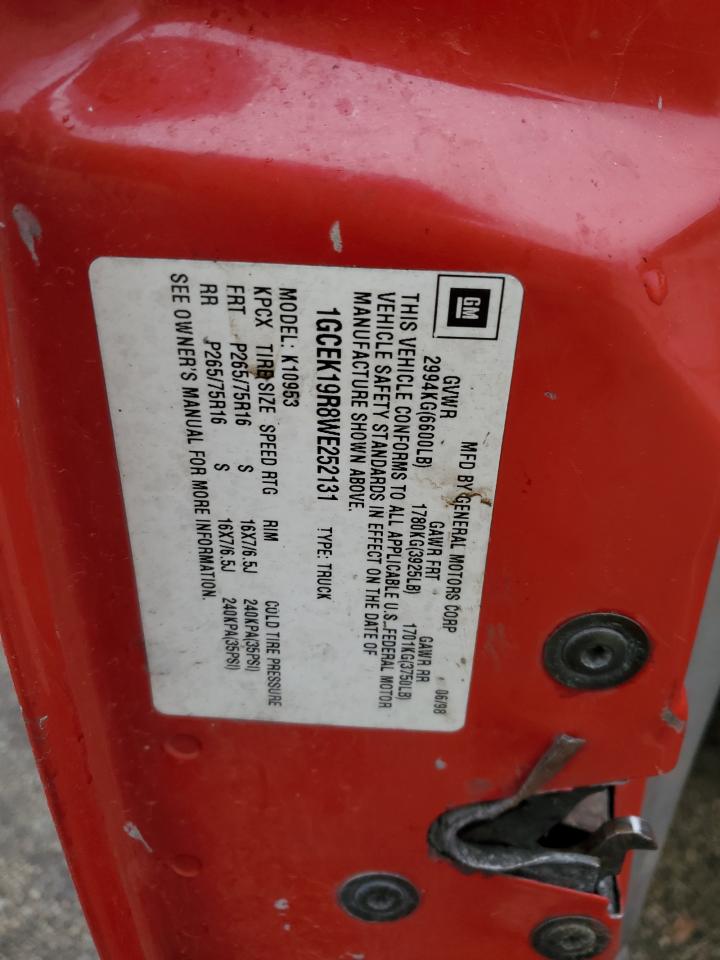 GM
MFD BY GENERAL MOTORS CORP 06/98
GVWR GAWR FRT GAWR RR
2994KG(6600LB) 1780KG(3925LB) 1701KG(3750LB)
THIS VEHICLE CONFORMS TO ALL APPLICABLE U.S. FEDERAL MOTOR
VEHICLE SAFETY STANDARDS IN EFFECT ON THE DATE OF
MANUFACTURE SHOWN ABOVE.
1GCEK19R8WE252131 TYPE: TRUCK
MODEL: K10953
KPCX TIRE SIZE SPEED RTG RIM COLD TIRE PRESSURE
FRT P265/75R16 S 16X7/6.5J 240KPA(35PSI)
RR P265/75R16 S 16X7/6.5J 240KPA(35PSI)
SEE OWNER'S MANUAL FOR MORE INFORMATION.